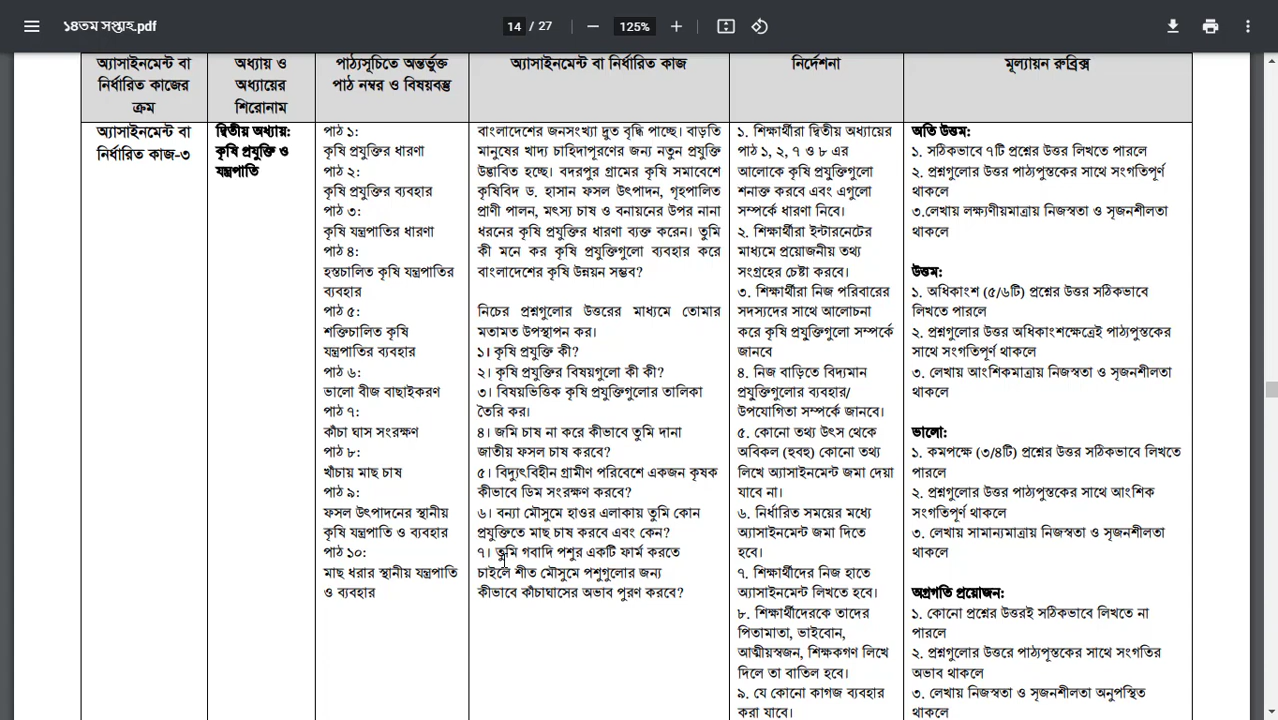 ১৪তম সপ্তাহ.pdf
14 / 27
125%
অ্যাসাইনমেন্ট বা
নির্ধারিত কাজের
ক্রম
অধ্যায় ও
অধ্যায়ের
শিরোনাম
পাঠ্যসূচিতে অন্তর্ভুক্ত
পাঠ নম্বর ও বিষয়বস্তু
অ্যাসাইনমেন্ট বা নির্ধারিত কাজ
নির্দেশনা
মূল্যায়ন রুব্রিক্স
অ্যাসাইনমেন্ট বা
নির্ধারিত কাজ-৩
দ্বিতীয় অধ্যায়:
কৃষি প্রযুক্তি ও
যন্ত্রপাতি
পাঠ ১:
কৃষি প্রযুক্তির ধারণা
পাঠ ২:
কৃষি প্রযুক্তির ব্যবহার
পাঠ ৩:
কৃষি যন্ত্রপাতির ধারণা
পাঠ ৪:
হস্তচালিত কৃষি যন্ত্রপাতির
ব্যবহার
পাঠ ৫:
শক্তিচালিত কৃষি
যন্ত্রপাতির ব্যবহার
পাঠ ৬:
ভালো বীজ বাছাইকরণ
পাঠ ৭:
কাঁচা ঘাস সংরক্ষণ
পাঠ ৮:
খাঁচায় মাছ চাষ
পাঠ ৯:
ফসল উৎপাদনের স্থানীয়
কৃষি যন্ত্রপাতি ও ব্যবহার
পাঠ ১০:
মাছ ধরার স্থানীয় যন্ত্রপাতি
ও ব্যবহার
বাংলাদেশের জনসংখ্যা দ্রুত বৃদ্ধি পাচ্ছে। বাড়তি
মানুষের খাদ্য চাহিদাপূরণের জন্য নতুন প্রযুক্তি
উদ্ভাবিত হচ্ছে। বদরপুর গ্রামের কৃষি সমাবেশে
কৃষিবিদ ড. হাসান ফসল উৎপাদন, গৃহপালিত
প্রাণী পালন, মৎস্য চাষ ও বনায়নের উপর নানা
ধরনের কৃষি প্রযুক্তির ধারণা ব্যক্ত করেন। তুমি
কী মনে কর কৃষি প্রযুক্তিগুলো ব্যবহার করে
বাংলাদেশের কৃষি উন্নয়ন সম্ভব?
নিচের প্রশ্নগুলোর উত্তরের মাধ্যমে তোমার
মতামত উপস্থাপন কর।
১। কৃষি প্রযুক্তি কী?
২। কৃষি প্রযুক্তির বিষয়গুলো কী কী?
৩। বিষয়ভিত্তিক কৃষি প্রযুক্তিগুলোর তালিকা
তৈরি কর।
৪। জমি চাষ না করে কীভাবে তুমি দানা
জাতীয় ফসল চাষ করবে?
৫। বিদ্যুৎবিহীন গ্রামীণ পরিবেশে একজন কৃষক
কীভাবে ডিম সংরক্ষণ করবে?
৬। বন্যা মৌসুমে হাওর এলাকায় তুমি কোন
প্রযুক্তিতে মাছ চাষ করবে এবং কেন?
৭। তুমি গবাদি পশুর একটি ফার্ম করতে
চাইলে শীত মৌসুমে পশুগুলোর জন্য
কীভাবে কাঁচাঘাসের অভাব পুরণ করবে?
১. শিক্ষার্থীরা দ্বিতীয় অধ্যায়ের
পাঠ ১, ২, ৭ ও ৮ এর
আলোকে কৃষি প্রযুক্তিগুলো
শনাক্ত করবে এবং এগুলো
সম্পর্কে ধারণা নিবে।
২. শিক্ষার্থীরা ইন্টারনেটের
মাধ্যমে প্রয়োজনীয় তথ্য
সংগ্রহের চেষ্টা করবে।
৩. শিক্ষার্থীরা নিজ পরিবারের
সদস্যদের সাথে আলোচনা
করে কৃষি প্রযুক্তিগুলো সম্পর্কে
জানবে
৪. নিজ বাড়িতে বিদ্যমান
প্রযুক্তিগুলোর ব্যবহার/
উপযোগিতা সম্পর্কে জানবে।
৫. কোনো তথ্য উৎস থেকে
অবিকল (হুবহু) কোনো তথ্য
লিখে অ্যাসাইনমেন্ট জমা দেয়া
যাবে না।
৬. নির্ধারিত সময়ের মধ্যে
অ্যাসাইনমেন্ট জমা দিতে
হবে।
৭. শিক্ষার্থীদের নিজ হাতে
অ্যাসাইনমেন্ট লিখতে হবে।
৮. শিক্ষার্থীদেরকে তাদের
পিতামাতা, ভাইবোন,
আত্মীয়স্বজন, শিক্ষকগণ লিখে
দিলে তা বাতিল হবে।
৯. যে কোনো কাগজ ব্যবহার
করা যাবে।
অতি উত্তম:
১. সঠিকভাবে ৭টি প্রশ্নের উত্তর লিখতে পারলে
২. প্রশ্নগুলোর উত্তর পাঠ্যপুস্তকের সাথে সংগতিপূর্ণ
থাকলে
৩.লেখায় লক্ষ্যণীয়মাত্রায় নিজস্বতা ও সৃজনশীলতা
থাকলে
উত্তম:
১. অধিকাংশ (৫/৬টি) প্রশ্নের উত্তর সঠিকভাবে
লিখতে পারলে
২. প্রশ্নগুলোর উত্তর অধিকাংশক্ষেত্রেই পাঠ্যপুস্তকের
সাথে সংগতিপূর্ণ থাকলে
৩. লেখায় আংশিকমাত্রায় নিজস্বতা ও সৃজনশীলতা
থাকলে
ভালো:
১. কমপক্ষে (৩/৪টি) প্রশ্নের উত্তর সঠিকভাবে লিখতে
পারলে
২. প্রশ্নগুলোর উত্তর পাঠ্যপুস্তকের সাথে আংশিক
সংগতিপূর্ণ থাকলে
৩. লেখায় সামান্যমাত্রায় নিজস্বতা ও সৃজনশীলতা
থাকলে
অগ্রগতি প্রয়োজন:
১. কোনো প্রশ্নের উত্তরই সঠিকভাবে লিখতে না
পারলে
২. প্রশ্নগুলোর উত্তরে পাঠ্যপূস্তকের সাথে সংগতির
অভাব থাকলে
৩. লেখায় নিজস্বতা ও সৃজনশীলতা অনুপস্থিত
থাকলে